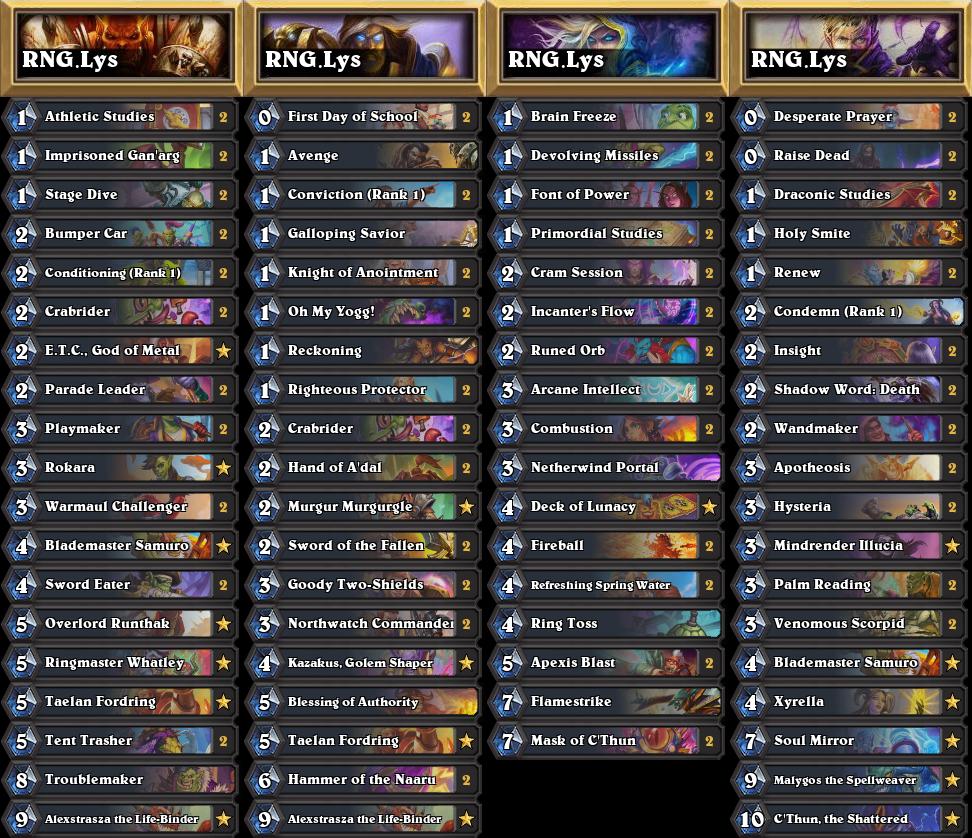 RNG.Lys
1 Athletic Studies 2
1 Imprisoned Gan'arg 2
1 Stage Dive 2
2 Bumper Car 2
2 Conditioning (Rank 1) 2
2 Crabrider 2
2 E.T.C., God of Metal
2 Parade Leader 2
3 Playmaker 2
3 Rokara
3 Warmaul Challenger 2
4 Blademaster Samuro
4 Sword Eater 2
5 Overlord Runthak
5 Ringmaster Whatley
5 Taelan Fordring
5 Tent Trasher 2
8 Troublemaker
9 Alexstrasza the Life-Binder
RNG.Lys
0 First Day of School 2
1 Avenge
1 Conviction (Rank 1) 2
1 Galloping Savior
1 Knight of Anointment 2
1 Oh My Yogg! 2
1 Reckoning
1 Righteous Protector 2
2 Crabrider 2
2 Hand of A'dal 2
2 Murgur Murgurgle
2 Sword of the Fallen 2
3 Goody Two-Shields 2
3 Northwatch Commander 2
4 Kazakus, Golem Shaper
5 Blessing of Authority
5 Taelan Fordring
6 Hammer of the Naaru 2
9 Alexstrasza the Life-Binder
RNG.Lys
1 Brain Freeze 2
1 Devolving Missiles 2
1 Font of Power 2
1 Primordial Studies 2
2 Cram Session 2
2 Incanter's Flow 2
2 Runed Orb 2
3 Arcane Intellect 2
3 Combustion 2
3 Netherwind Portal
4 Deck of Lunacy
4 Fireball 2
4 Refreshing Spring Water 2
4 Ring Toss
5 Apexis Blast 2
7 Flamestrike
7 Mask of C'Thun 2
RNG.Lys
0 Desperate Prayer 2
0 Raise Dead 2
1 Draconic Studies 2
1 Holy Smite
1 Renew 2
2 Condemn (Rank 1)
2 Insight 2
2 Shadow Word: Death 2
2 Wandmaker 2
3 Apotheosis 2
3 Hysteria 2
3 Mindrender Illucia
3 Palm Reading 2
3 Venomous Scorpid 2
4 Blademaster Samuro
4 Xyrella
7 Soul Mirror
9 Malygos the Spellweaver
10 C'Thun, the Shattered